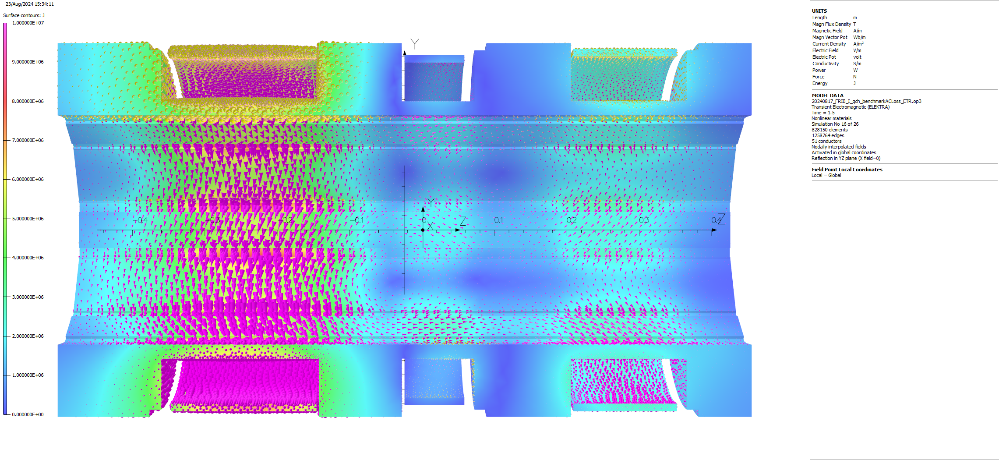 23/Aug/2024 15:34:11
Surface contours: J
1.000000E+07
9.000000E+06
8.000000E+06
7.000000E+06
6.000000E+06
5.000000E+06
4.000000E+06
3.000000E+06
2.000000E+06
1.000000E+06
0.000000E+00
Y
Y
-0.4
-0.3
-0.2
-0.1
0
X
Z
0.1
0.2
0.3
0.4
Z
UNITS
Length m
Magn Flux Density T
Magnetic Field A/m
Magn Vector Pot Wb/m
Current Density A/m²
Electric Field V/m
Electric Pot volt
Conductivity S/m
Power W
Force N
Energy J
MODEL DATA
20240817_FRIB_I_qch_benchmarkACLoss_ETR.op3
Transient Electromagnetic (ELEKTRA)
Time = 1.5
Nonlinear materials
Simulation No 16 of 26
828150 elements
1258764 edges
51 conductors
Nodally interpolated fields
Activated in global coordinates
Reflection in YZ plane (X field=0)
Field Point Local Coordinates
Local = Global